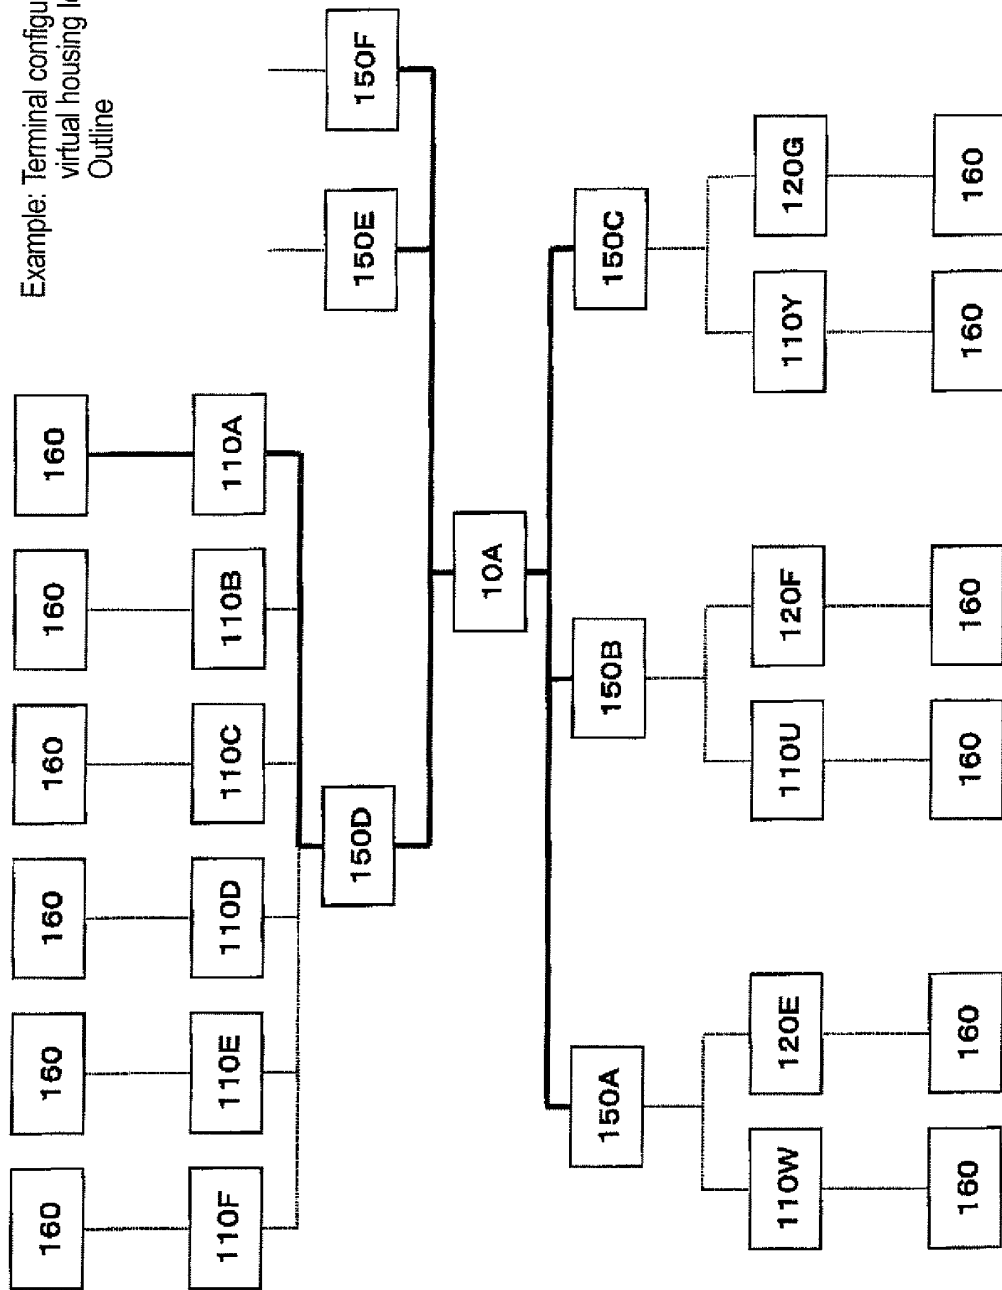 Example: Terminal configu
virtual housing
Outline
160 160 160 160 160 160
110F 110E 110D 110C 110B 110A
150D 150E 150F
10A
150A 150B 150C
110W 120E 110U 120F 110Y 120G
160 160 160 160 160 160